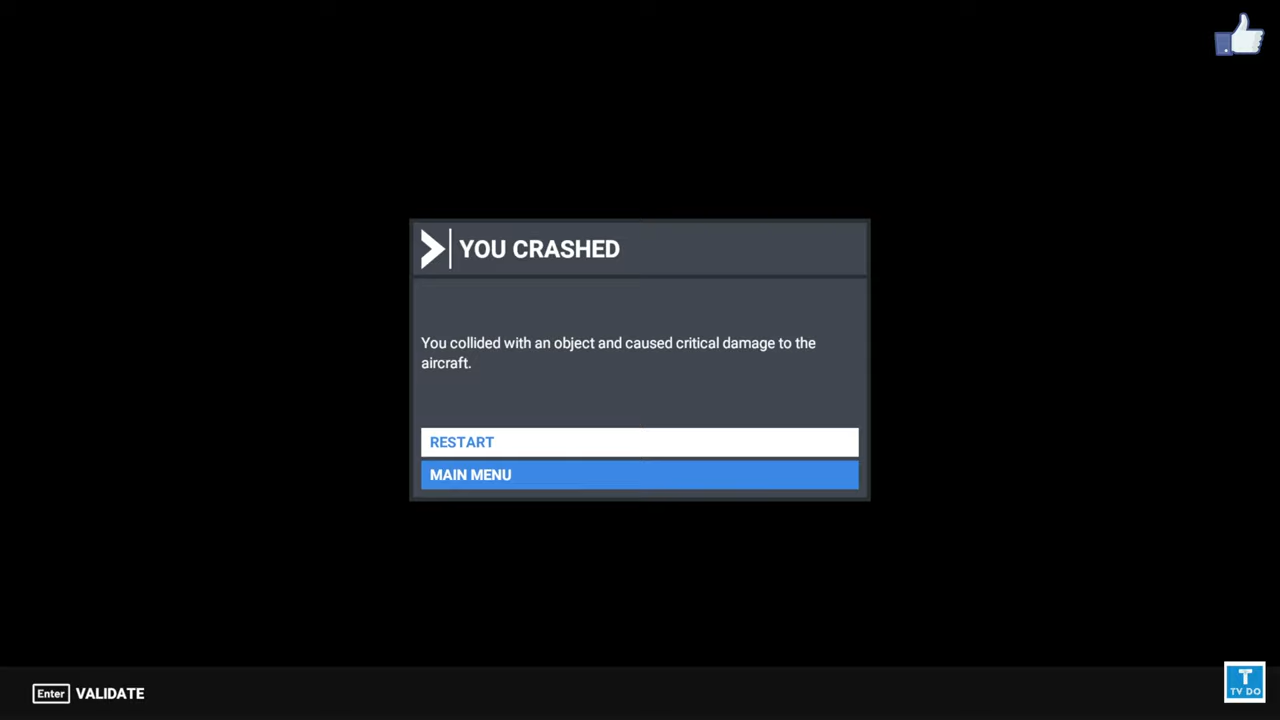 YOU CRASHED
You collided with an object and caused critical damage to the
aircraft.
RESTART
MAIN MENU
Enter VALIDATE
T
TV DO